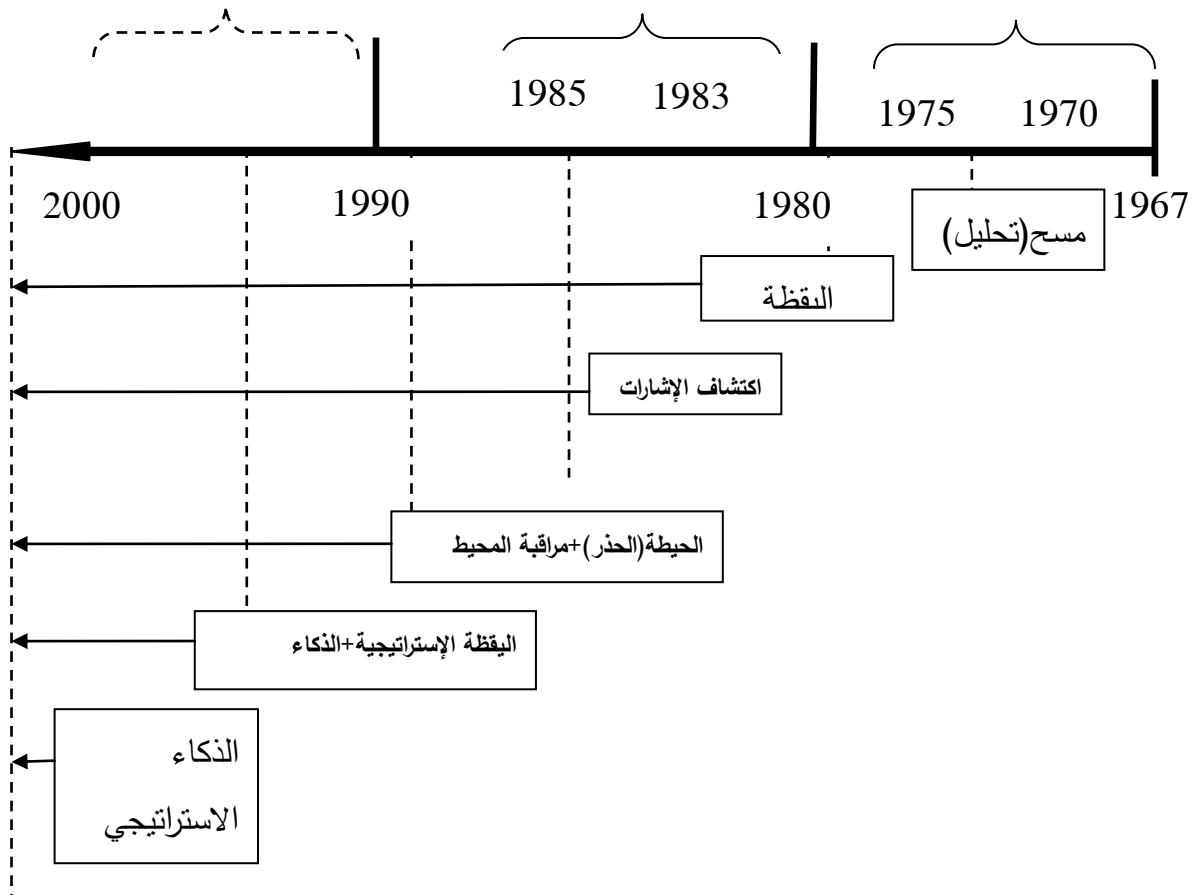 1970 1975 1983 1985
1967 1980 1990 2000
مسح(تحليل)
اليقظة
اكتشاف الإشارات
الحيطة(الحذر)+مراقبة المحيط
اليقظة الإستراتيجية+الذكاء
الذكاء
الاستراتيجي